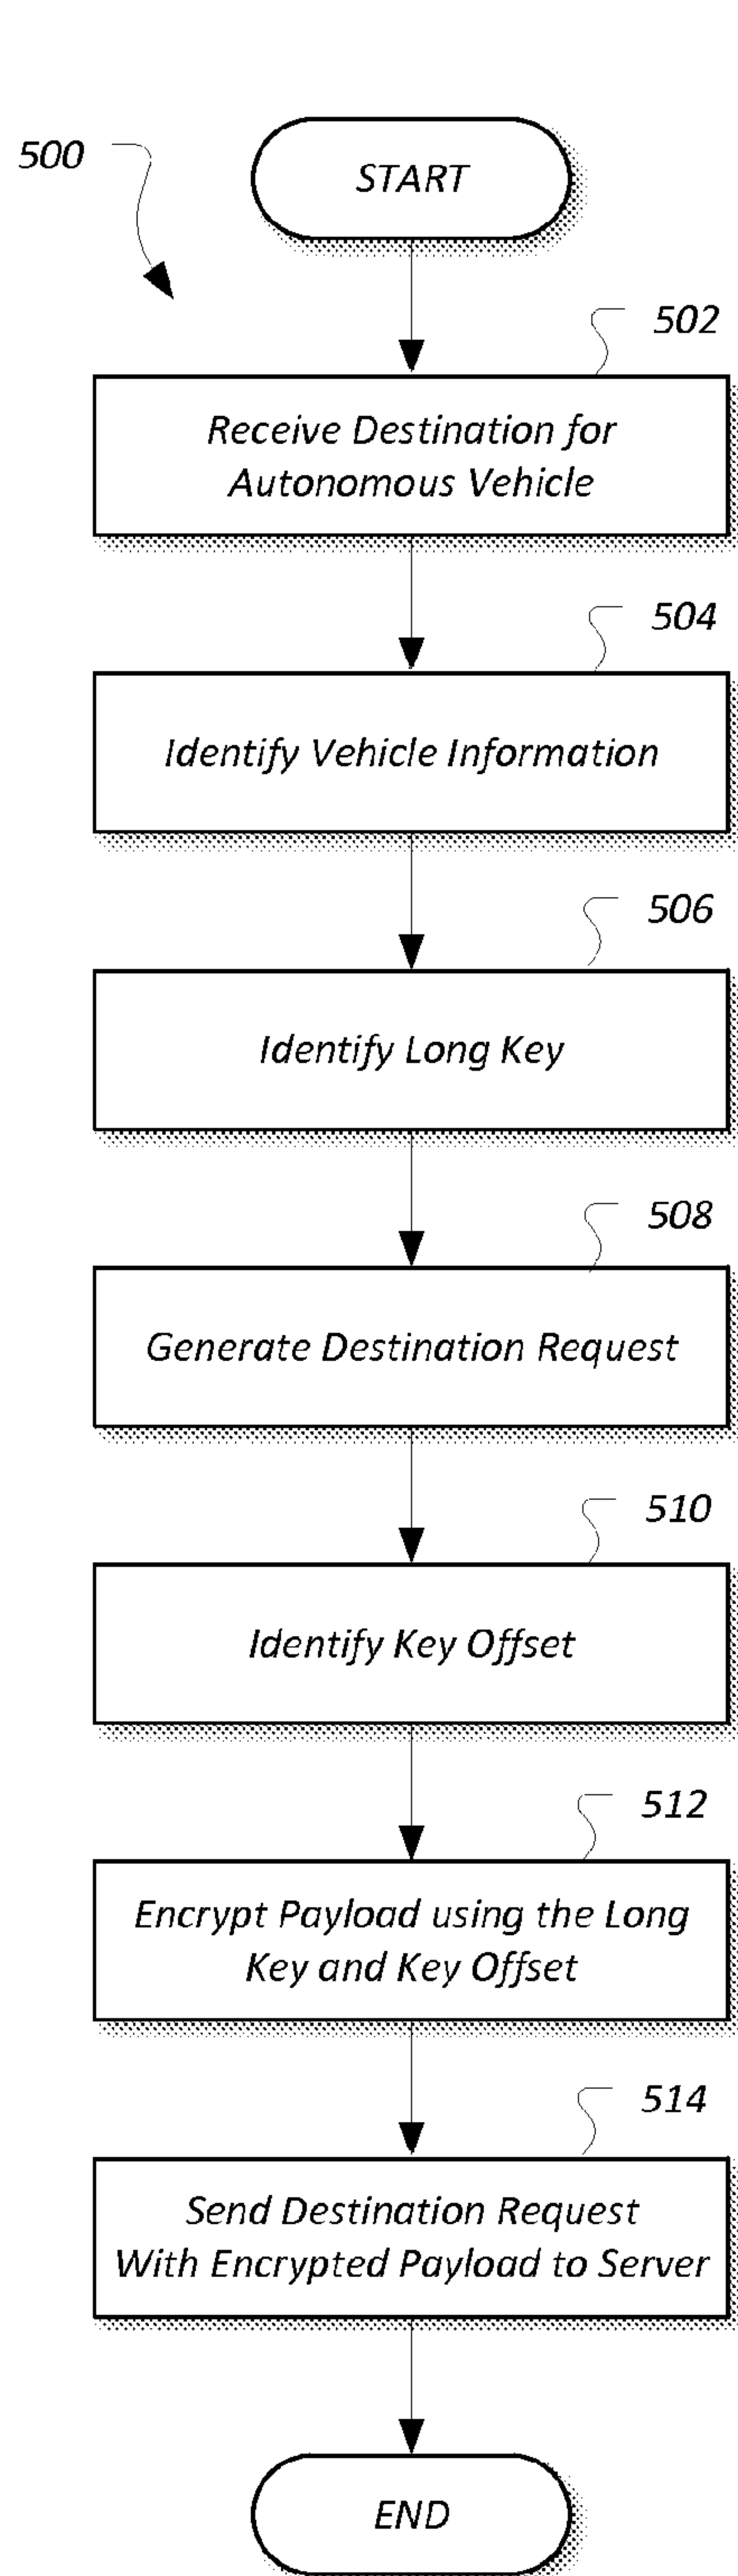 500
START
502
Receive Destination for
Autonomous Vehicle
504
Identify Vehicle Information
506
Identify Long Key
508
Generate Destination Request
510
Identify Key Offset
512
Encrypt Payload using the Long
Key and Key Offset
514
Send Destination Request
With Encrypted Payload to Server
END